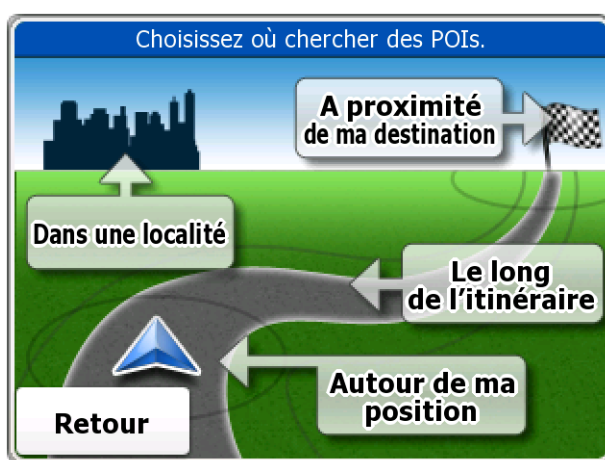 Choisissez où chercher des POIs.
A proximité
de ma destination
Dans une localité
Le long
de l'itinéraire
Autour de ma
position
Retour